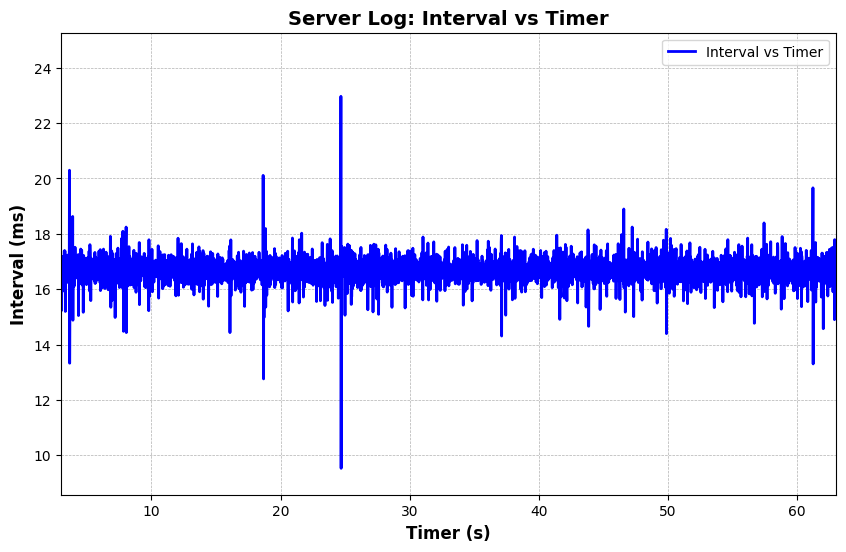 Server Log: Interval vs Timer
Interval vs Timer
24
22
20
18
16
14
12
10
Interval (ms)
10 20 30 40 50 60
Timer (s)